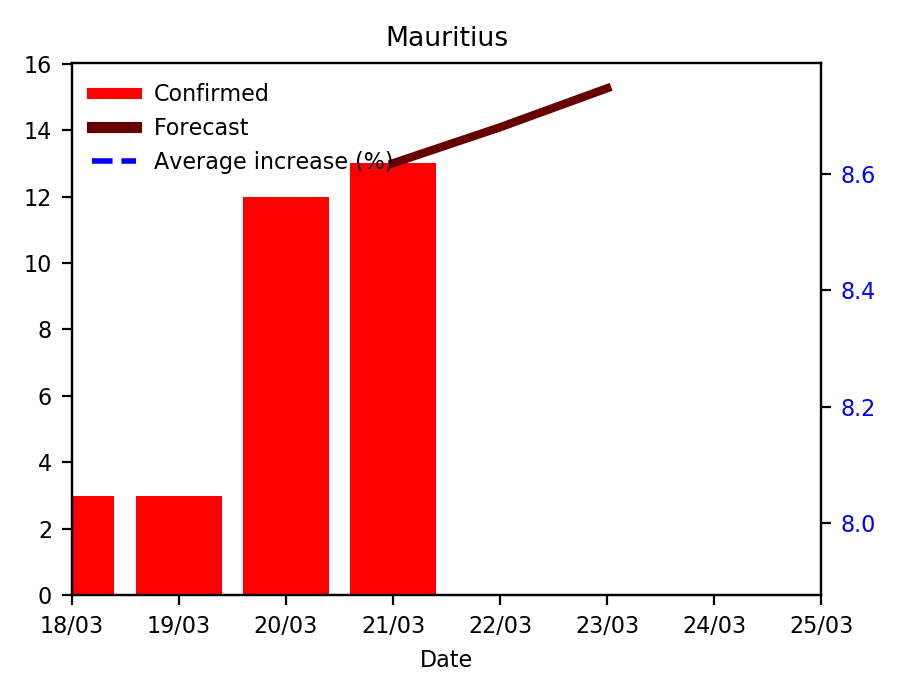 Mauritius
16
14
12
10
8
6
4
2
0
Confirmed
Forecast
Average increase (%)
8.6
8.4
8.2
8.0
18/03 19/03 20/03 21/03 22/03 23/03 24/03 25/03
Date